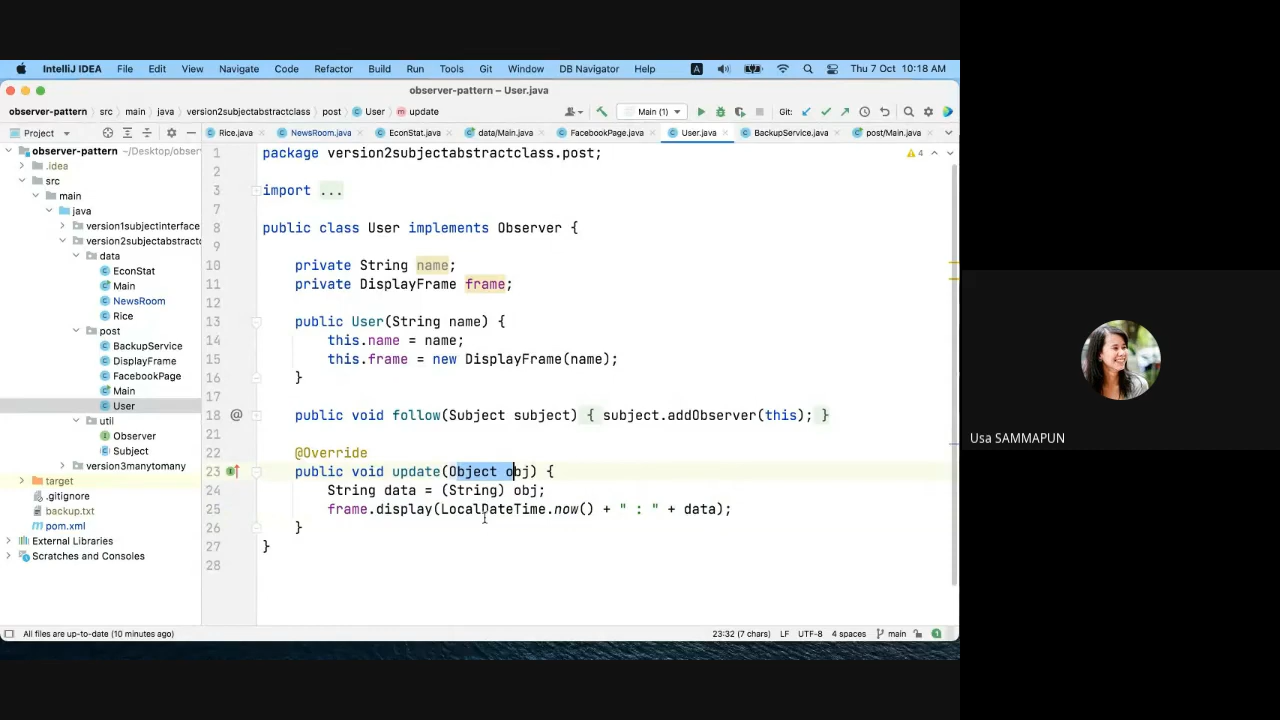 IntelliJ IDEA File Edit View Navigate Code Refactor Build Run Tools Git Window DB Navigator Help A Thu 7 Oct 10:18 AM
observer-pattern – User.java
observer-pattern src main java version2subjectabstractclass post User update Main (1) Git:
Project Rice.java NewsRoom.java EconStat.java data/Main.java FacebookPage.java User.java BackupService.java post/Main.java
observer-pattern ~/Desktop/obser
.idea
src
main
java
version1subjectinterface
version2subjectabstractc
data
EconStat
Main
NewsRoom
Rice
post
BackupService
DisplayFrame
FacebookPage
Main
User
util
Observer
Subject
version3manytomany
target
.gitignore
backup.txt
pom.xml
External Libraries
Scratches and Consoles
1 package version2subjectabstractclass.post;
2
3 import ...
7
8 public class User implements Observer {
9
10 private String name;
11 private DisplayFrame frame;
12
13 public User(String name) {
14 this.name = name;
15 this.frame = new DisplayFrame(name);
16 }
17
18 @ public void follow(Subject subject) { subject.addObserver(this); }
21
22 @Override
23 public void update(Object obj) {
24 String data = (String) obj;
25 frame.display(LocalDateTime.now() + " : " + data);
26 }
27 }
28
4
All files are up-to-date (10 minutes ago) 23:32 (7 chars) LF UTF-8 4 spaces main 1
Usa SAMMAPUN